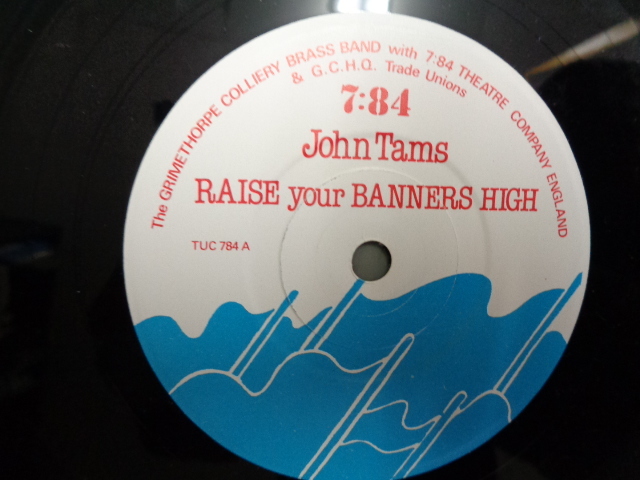 The GRIMETHORPE COLLIERY BRASS BAND with 7:84 THEATRE COMPANY ENGLAND
& G.C.H.Q. Trade Unions
7:84
John Tams
RAISE your BANNERS HIGH
TUC 784 A